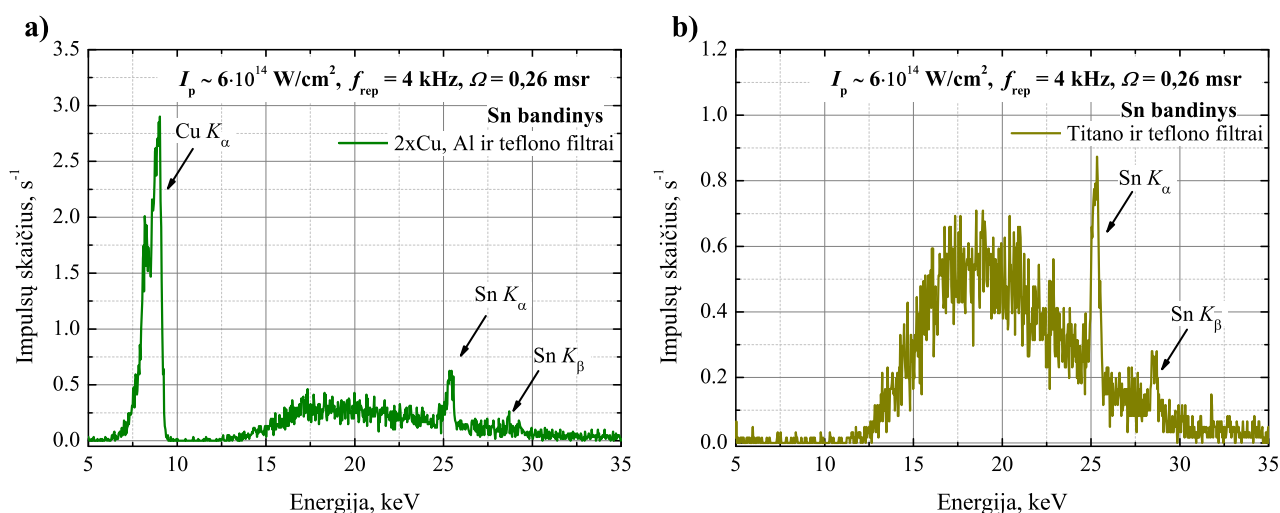 a)
I_p ~ 6·10^14 W/cm^2, f_rep = 4 kHz, Ω = 0,26 msr
Sn bandinys
2xCu, Al ir teflono filtrai
Cu K_α
Sn K_α
Sn K_β
Impulsų skaičius, s^-1
3.5
3.0
2.5
2.0
1.5
1.0
0.5
0.0
5 10 15 20 25 30 35
Energija, keV
b)
I_p ~ 6·10^14 W/cm^2, f_rep = 4 kHz, Ω = 0,26 msr
Sn bandinys
Titano ir teflono filtrai
Sn K_α
Sn K_β
Impulsų skaičius, s^-1
1.2
1.0
0.8
0.6
0.4
0.2
0.0
5 10 15 20 25 30 35
Energija, keV